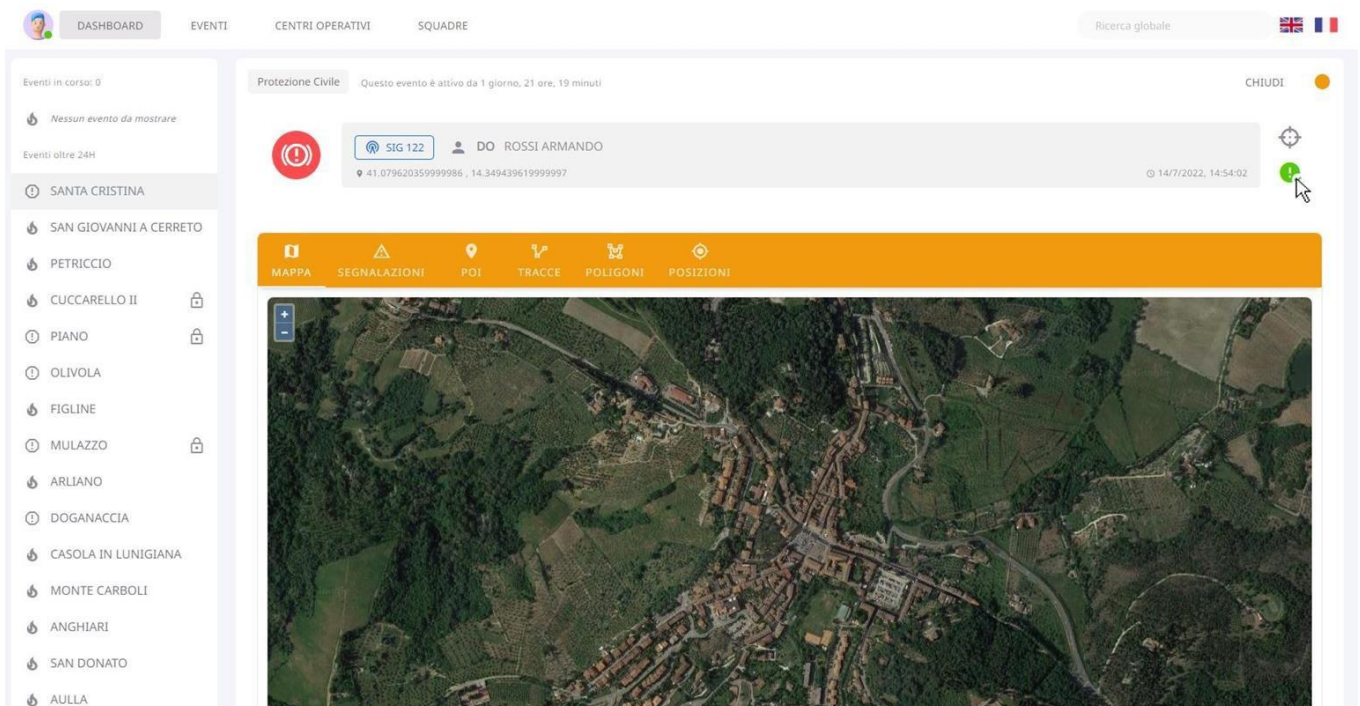 DASHBOARD EVENTI CENTRI OPERATIVI SQUADRE Ricerca globale
Eventi in corso: 0
Nessun evento da mostrare
Eventi oltre 24H
SANTA CRISTINA
SAN GIOVANNI A CERRETO
PETRICCIO
CUCCARELLO II
PIANO
OLIVOLA
FIGLINE
MULAZZO
ARLIANO
DOGANACCIA
CASOLA IN LUNIGIANA
MONTE CARBOLI
ANGHIARI
SAN DONATO
AULLA
Protezione Civile Questo evento è attivo da 1 giorno, 21 ore, 19 minuti CHIUDI
SIG 122 DO ROSSI ARMANDO
41.079620359999986 , 14.349439619999997 14/7/2022, 14:54:02
MAPPA SEGNALAZIONI POI TRACCE POLIGONI POSIZIONI
+
−